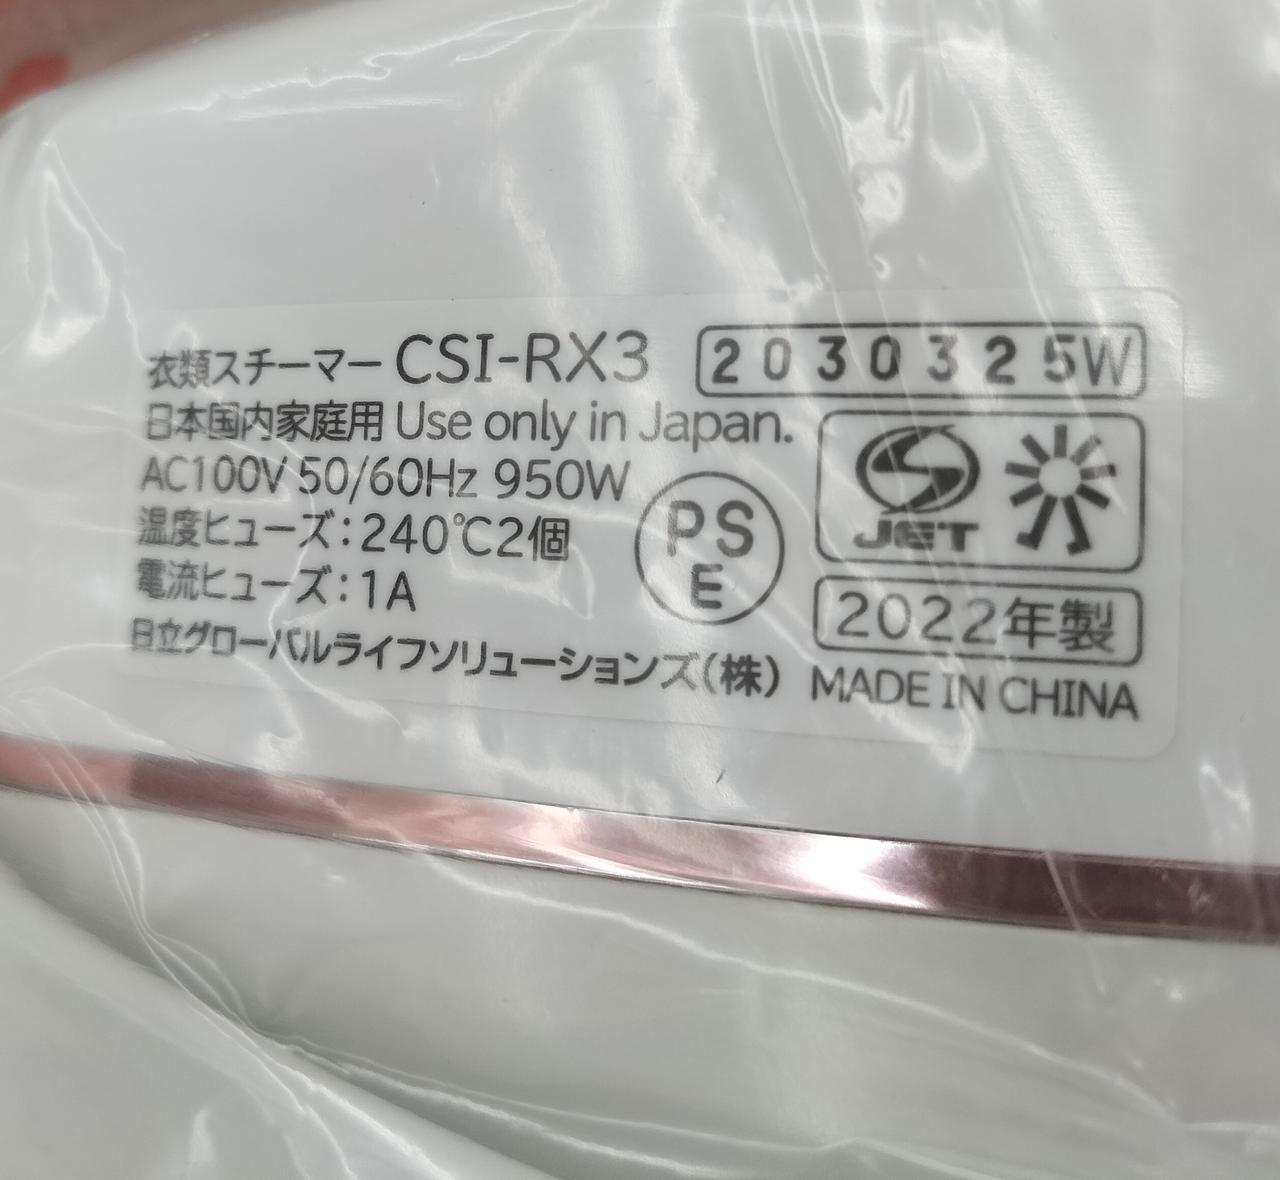 衣類スチーマー CSI-RX3
2030325W
日本国内家庭用 Use only in Japan.
AC100V 50/60Hz 950W
温度ヒューズ：240℃2個
電流ヒューズ：1A
PS
E
JET
2022年製
日立グローバルライフソリューションズ（株）
MADE IN CHINA